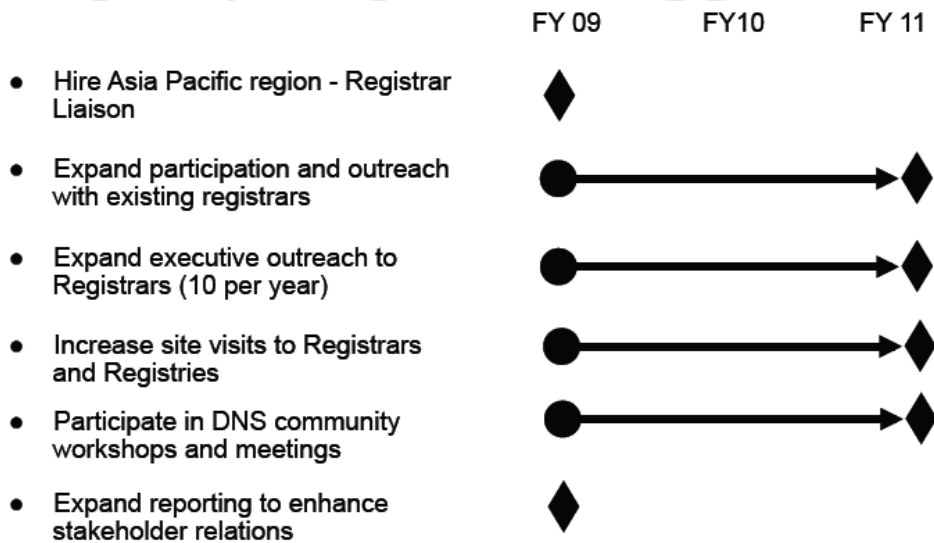 FY 09 FY10 FY 11
• Hire Asia Pacific region - Registrar
Liaison
• Expand participation and outreach
with existing registrars
• Expand executive outreach to
Registrars (10 per year)
• Increase site visits to Registrars
and Registries
• Participate in DNS community
workshops and meetings
• Expand reporting to enhance
stakeholder relations